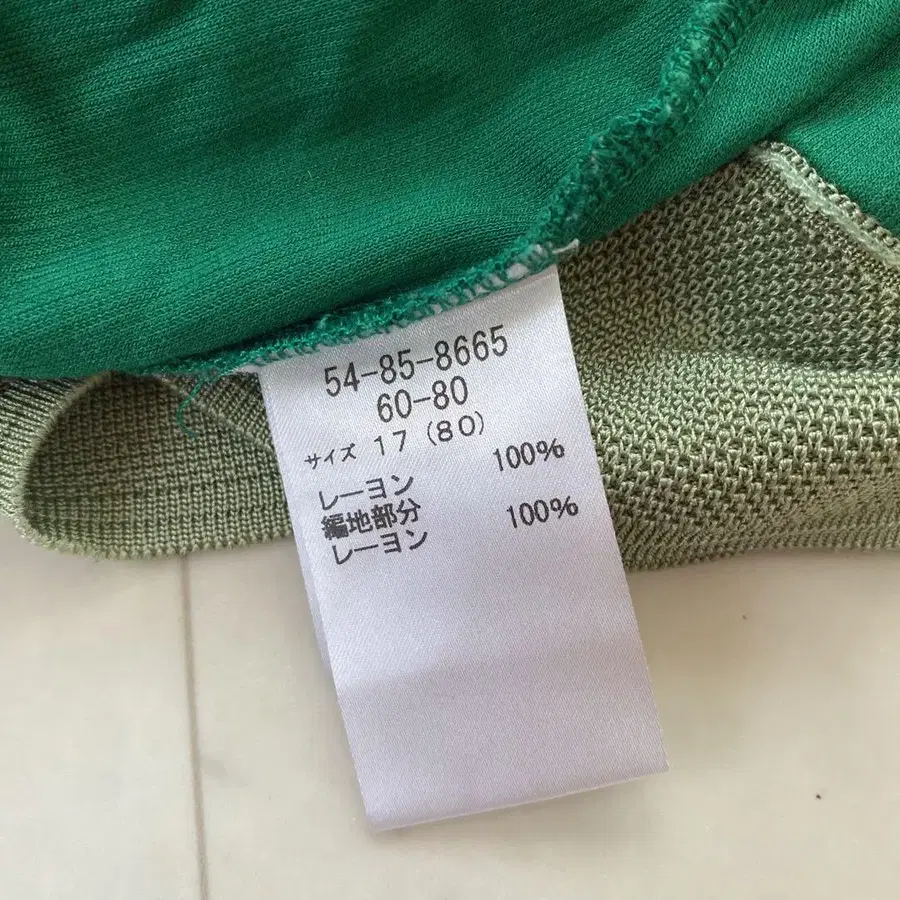 54-85-8665
60-80
サイズ 17 (80)
レーヨン 100%
編地部分
レーヨン 100%